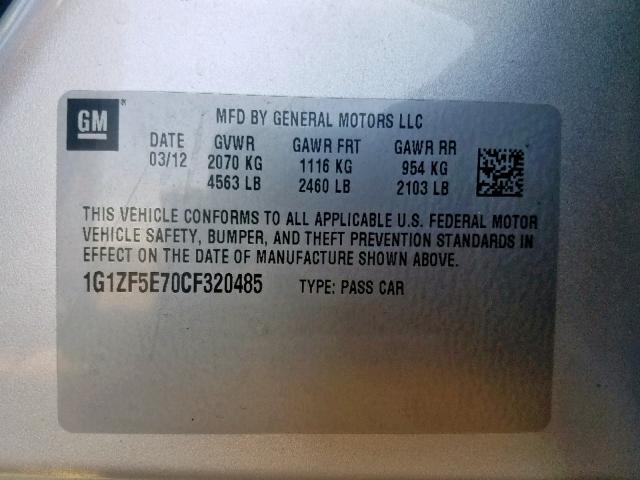 GM
MFD BY GENERAL MOTORS LLC
DATE GVWR GAWR FRT GAWR RR
03/12 2070 KG 1116 KG 954 KG
4563 LB 2460 LB 2103 LB
THIS VEHICLE CONFORMS TO ALL APPLICABLE U.S. FEDERAL MOTOR
VEHICLE SAFETY, BUMPER, AND THEFT PREVENTION STANDARDS IN
EFFECT ON THE DATE OF MANUFACTURE SHOWN ABOVE.
1G1ZF5E70CF320485 TYPE: PASS CAR